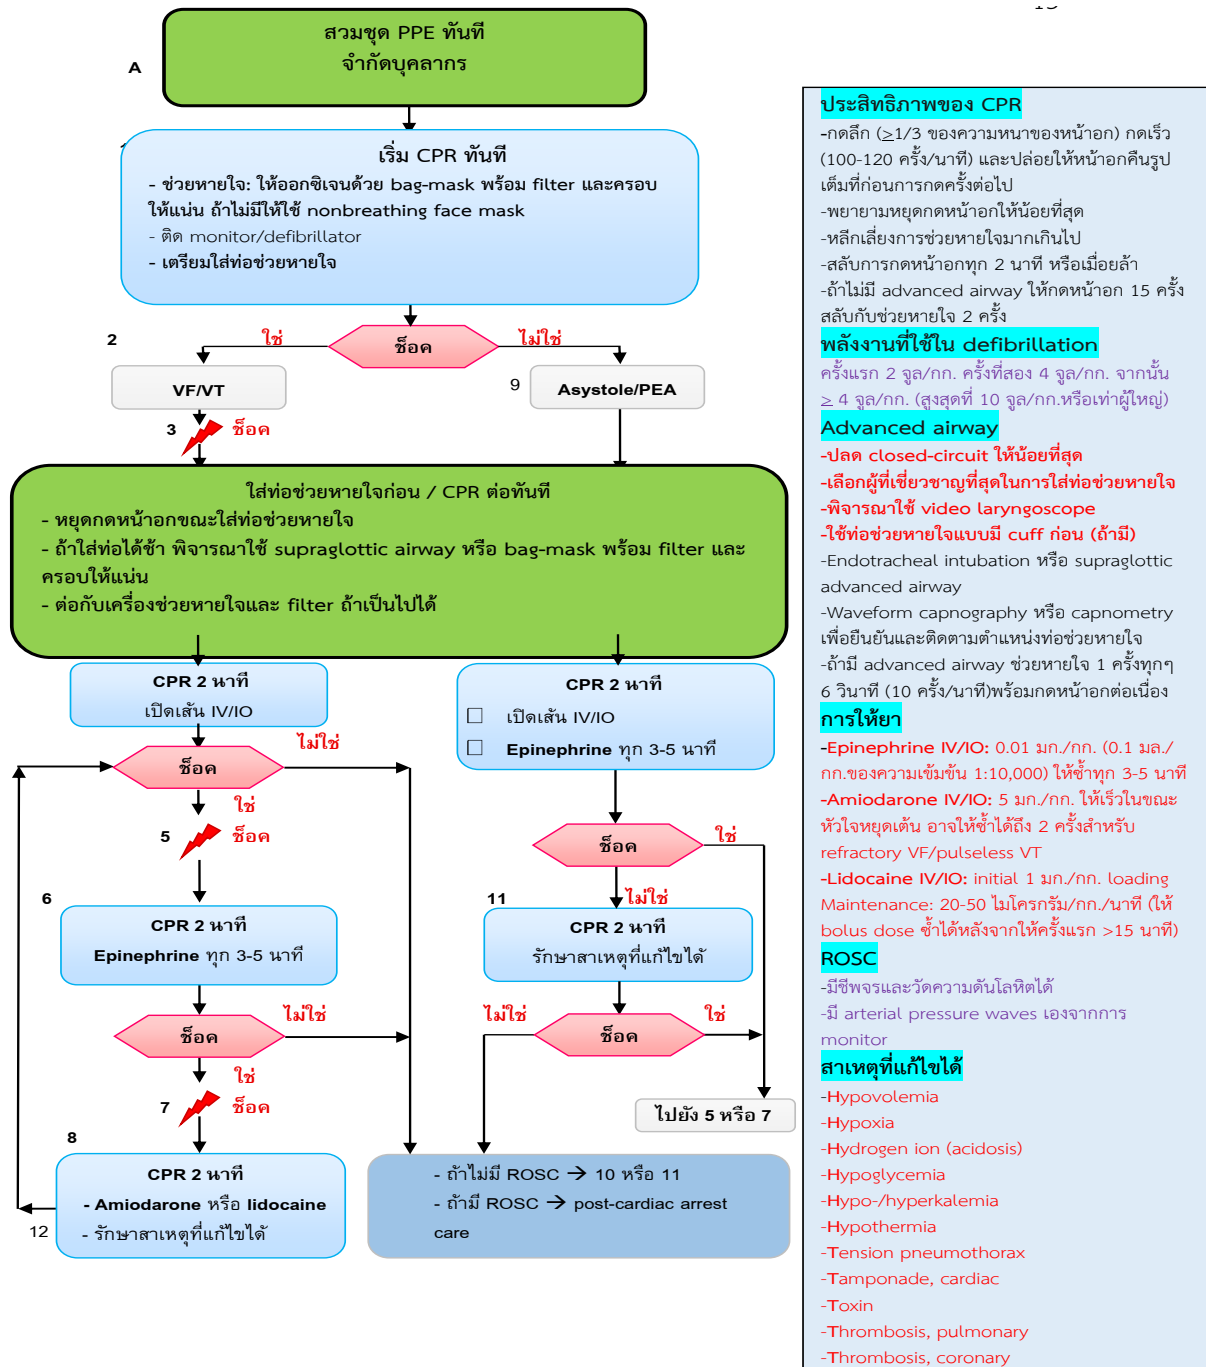 สวมชุด PPE ทันที
จำกัดบุคลากร
A
เริ่ม CPR ทันที
- ช่วยหายใจ: ให้ออกซิเจนด้วย bag-mask พร้อม filter และครอบ
ให้แน่น ถ้าไม่มีให้ใช้ nonbreathing face mask
- ติด monitor/defibrillator
- เตรียมใส่ท่อช่วยหายใจ
2
ใช่
ช็อค
ไม่ใช่
VF/VT
9
Asystole/PEA
3
ช็อค
ใส่ท่อช่วยหายใจก่อน / CPR ต่อทันที
- หยุดกดหน้าอกขณะใส่ท่อช่วยหายใจ
- ถ้าใส่ท่อได้ช้า พิจารณาใช้ supraglottic airway หรือ bag-mask พร้อม filter และ
ครอบให้แน่น
- ต่อกับเครื่องช่วยหายใจและ filter ถ้าเป็นไปได้
CPR 2 นาที
เปิดเส้น IV/IO
ช็อค
ไม่ใช่
ใช่
5
ช็อค
6
CPR 2 นาที
Epinephrine ทุก 3-5 นาที
ช็อค
ไม่ใช่
ใช่
7
ช็อค
8
CPR 2 นาที
- Amiodarone หรือ lidocaine
- รักษาสาเหตุที่แก้ไขได้
12
CPR 2 นาที
☐ เปิดเส้น IV/IO
☐ Epinephrine ทุก 3-5 นาที
ช็อค
ใช่
ไม่ใช่
11
CPR 2 นาที
รักษาสาเหตุที่แก้ไขได้
ไม่ใช่
ช็อค
ใช่
ไปยัง 5 หรือ 7
- ถ้าไม่มี ROSC → 10 หรือ 11
- ถ้ามี ROSC → post-cardiac arrest
care
ประสิทธิภาพของ CPR
-กดลึก (≥1/3 ของความหนาของหน้าอก) กดเร็ว
(100-120 ครั้ง/นาที) และปล่อยให้หน้าอกคืนรูป
เต็มที่ก่อนการกดครั้งต่อไป
-พยายามหยุดกดหน้าอกให้น้อยที่สุด
-หลีกเลี่ยงการช่วยหายใจมากเกินไป
-สลับการกดหน้าอกทุก 2 นาที หรือเมื่อยล้า
-ถ้าไม่มี advanced airway ให้กดหน้าอก 15 ครั้ง
สลับกับช่วยหายใจ 2 ครั้ง
พลังงานที่ใช้ใน defibrillation
ครั้งแรก 2 จูล/กก. ครั้งที่สอง 4 จูล/กก. จากนั้น
≥ 4 จูล/กก. (สูงสุดที่ 10 จูล/กก.หรือเท่าผู้ใหญ่)
Advanced airway
-ปลด closed-circuit ให้น้อยที่สุด
-เลือกผู้ที่เชี่ยวชาญที่สุดในการใส่ท่อช่วยหายใจ
-พิจารณาใช้ video laryngoscope
-ใช้ท่อช่วยหายใจแบบมี cuff ก่อน (ถ้ามี)
-Endotracheal intubation หรือ supraglottic
advanced airway
-Waveform capnography หรือ capnometry
เพื่อยืนยันและติดตามตำแหน่งท่อช่วยหายใจ
-ถ้ามี advanced airway ช่วยหายใจ 1 ครั้งทุกๆ
6 วินาที (10 ครั้ง/นาที)พร้อมกดหน้าอกต่อเนื่อง
การให้ยา
-Epinephrine IV/IO: 0.01 มก./กก. (0.1 มล./
กก.ของความเข้มข้น 1:10,000) ให้ซ้ำทุก 3-5 นาที
-Amiodarone IV/IO: 5 มก./กก. ให้เร็วในขณะ
หัวใจหยุดเต้น อาจให้ซ้ำได้ถึง 2 ครั้งสำหรับ
refractory VF/pulseless VT
-Lidocaine IV/IO: initial 1 มก./กก. loading
Maintenance: 20-50 ไมโครกรัม/กก./นาที (ให้
bolus dose ซ้ำได้หลังจากให้ครั้งแรก >15 นาที)
ROSC
-มีชีพจรและวัดความดันโลหิตได้
-มี arterial pressure waves เองจากการ
monitor
สาเหตุที่แก้ไขได้
-Hypovolemia
-Hypoxia
-Hydrogen ion (acidosis)
-Hypoglycemia
-Hypo-/hyperkalemia
-Hypothermia
-Tension pneumothorax
-Tamponade, cardiac
-Toxin
-Thrombosis, pulmonary
-Thrombosis, coronary